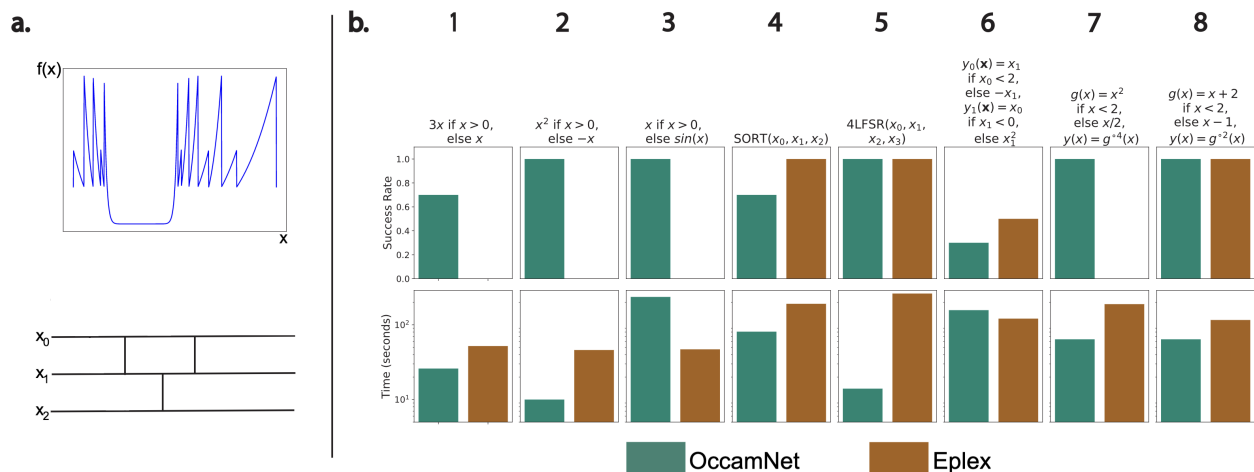 a.
f(x)
x
x0
x1
x2
b.
1 2 3 4 5 6 7 8
3x if x > 0,
else x
x² if x > 0,
else −x
x if x > 0,
else sin(x)
SORT(x0, x1, x2)
4LFSR(x0, x1,
x2, x3)
y0(x) = x1
if x0 < 2,
else −x1,
y1(x) = x0
if x1 < 0,
else x1²
g(x) = x²
if x < 2,
else x/2,
y(x) = g°⁴(x)
g(x) = x + 2
if x < 2,
else x − 1,
y(x) = g°²(x)
Success Rate
1.0
0.8
0.6
0.4
0.2
0.0
Time (seconds)
10²
10¹
OccamNet
Eplex